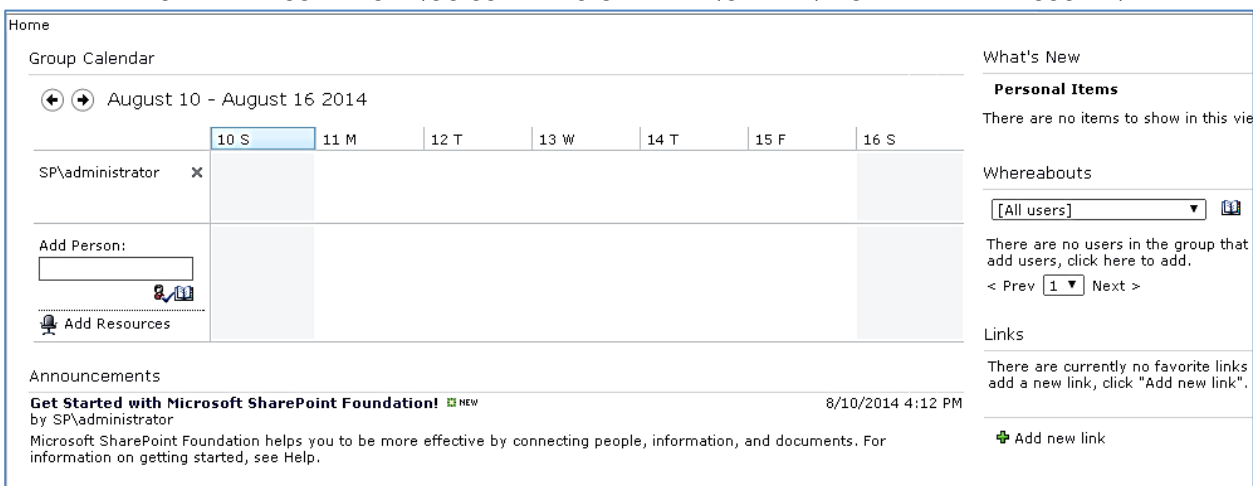 Home
Group Calendar
August 10 - August 16 2014
10 S
11 M
12 T
13 W
14 T
15 F
16 S
SP\administrator
Add Person:
Add Resources
Announcements
Get Started with Microsoft SharePoint Foundation! NEW
8/10/2014 4:12 PM
by SP\administrator
Microsoft SharePoint Foundation helps you to be more effective by connecting people, information, and documents. For
information on getting started, see Help.
What's New
Personal Items
There are no items to show in this vie
Whereabouts
[All users]
There are no users in the group that
add users, click here to add.
< Prev 1 Next >
Links
There are currently no favorite links
add a new link, click "Add new link".
Add new link